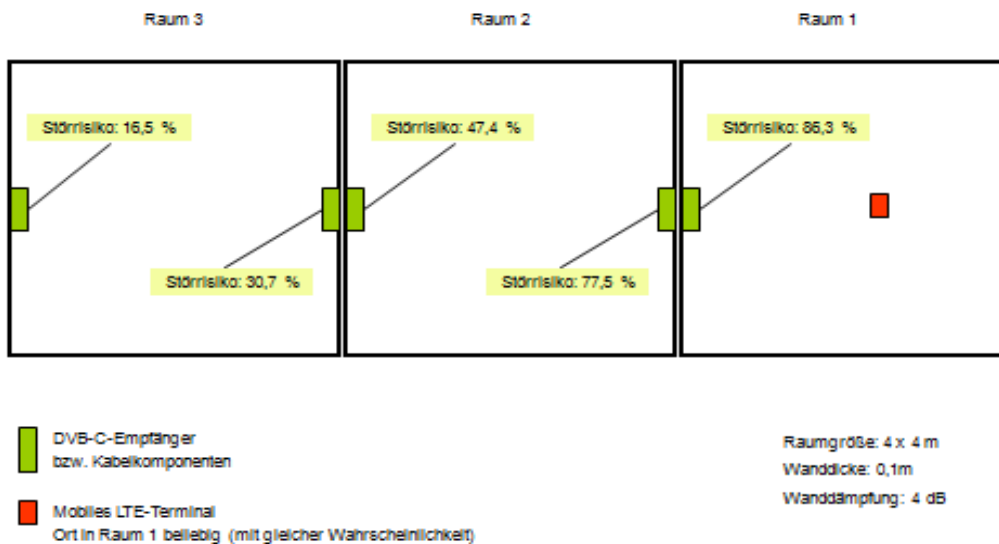 Raum 3
Raum 2
Raum 1
Störrisiko: 16,5 %
Störrisiko: 47,4 %
Störrisiko: 86,3 %
Störrisiko: 30,7 %
Störrisiko: 77,5 %
DVB-C-Empfänger
bzw. Kabelkomponenten
Mobiles LTE-Terminal
Ort in Raum 1 beliebig (mit gleicher Wahrscheinlichkeit)
Raumgröße: 4 x 4 m
Wanddicke: 0,1m
Wanddämpfung: 4 dB